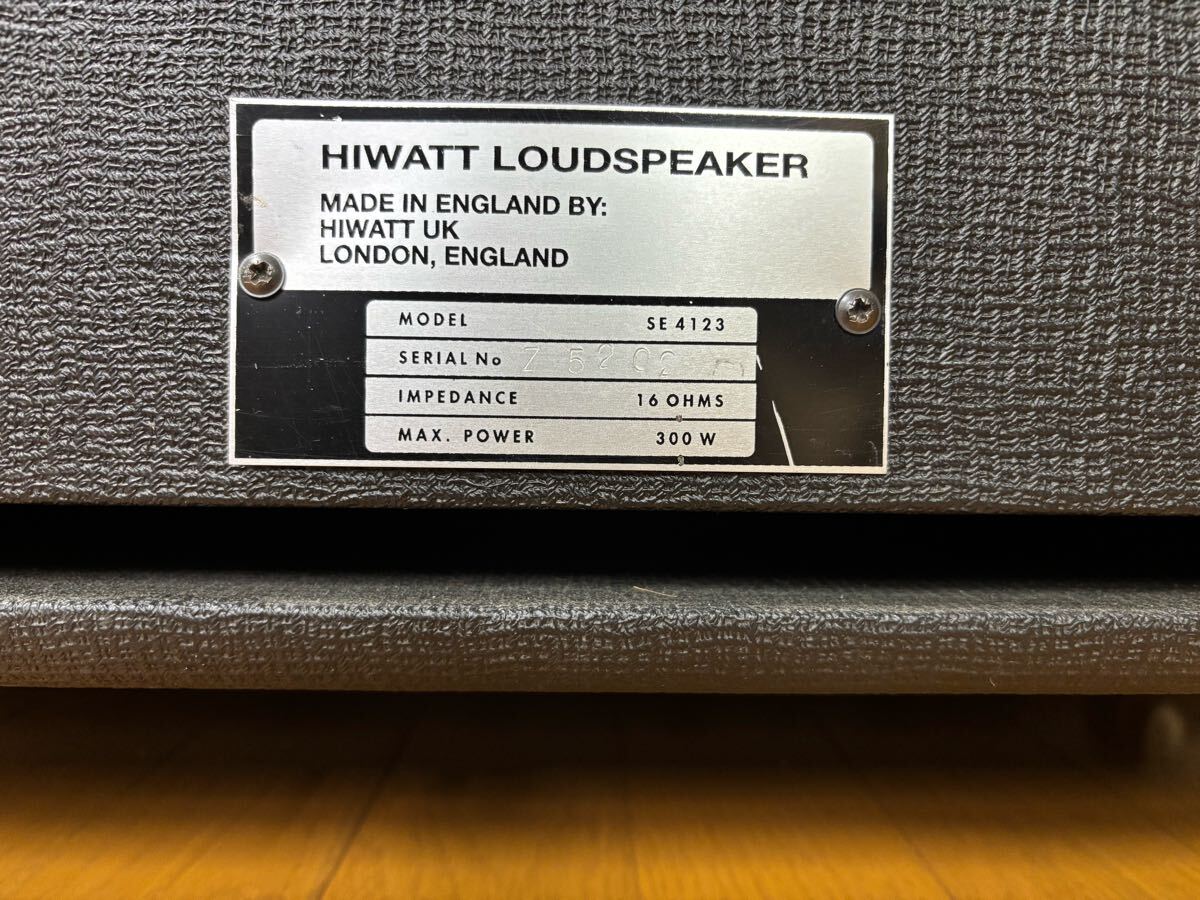 HIWATT LOUDSPEAKER
MADE IN ENGLAND BY:
HIWATT UK
LONDON, ENGLAND
MODEL SE 4123
SERIAL No
IMPEDANCE 16 OHMS
MAX. POWER 300 W